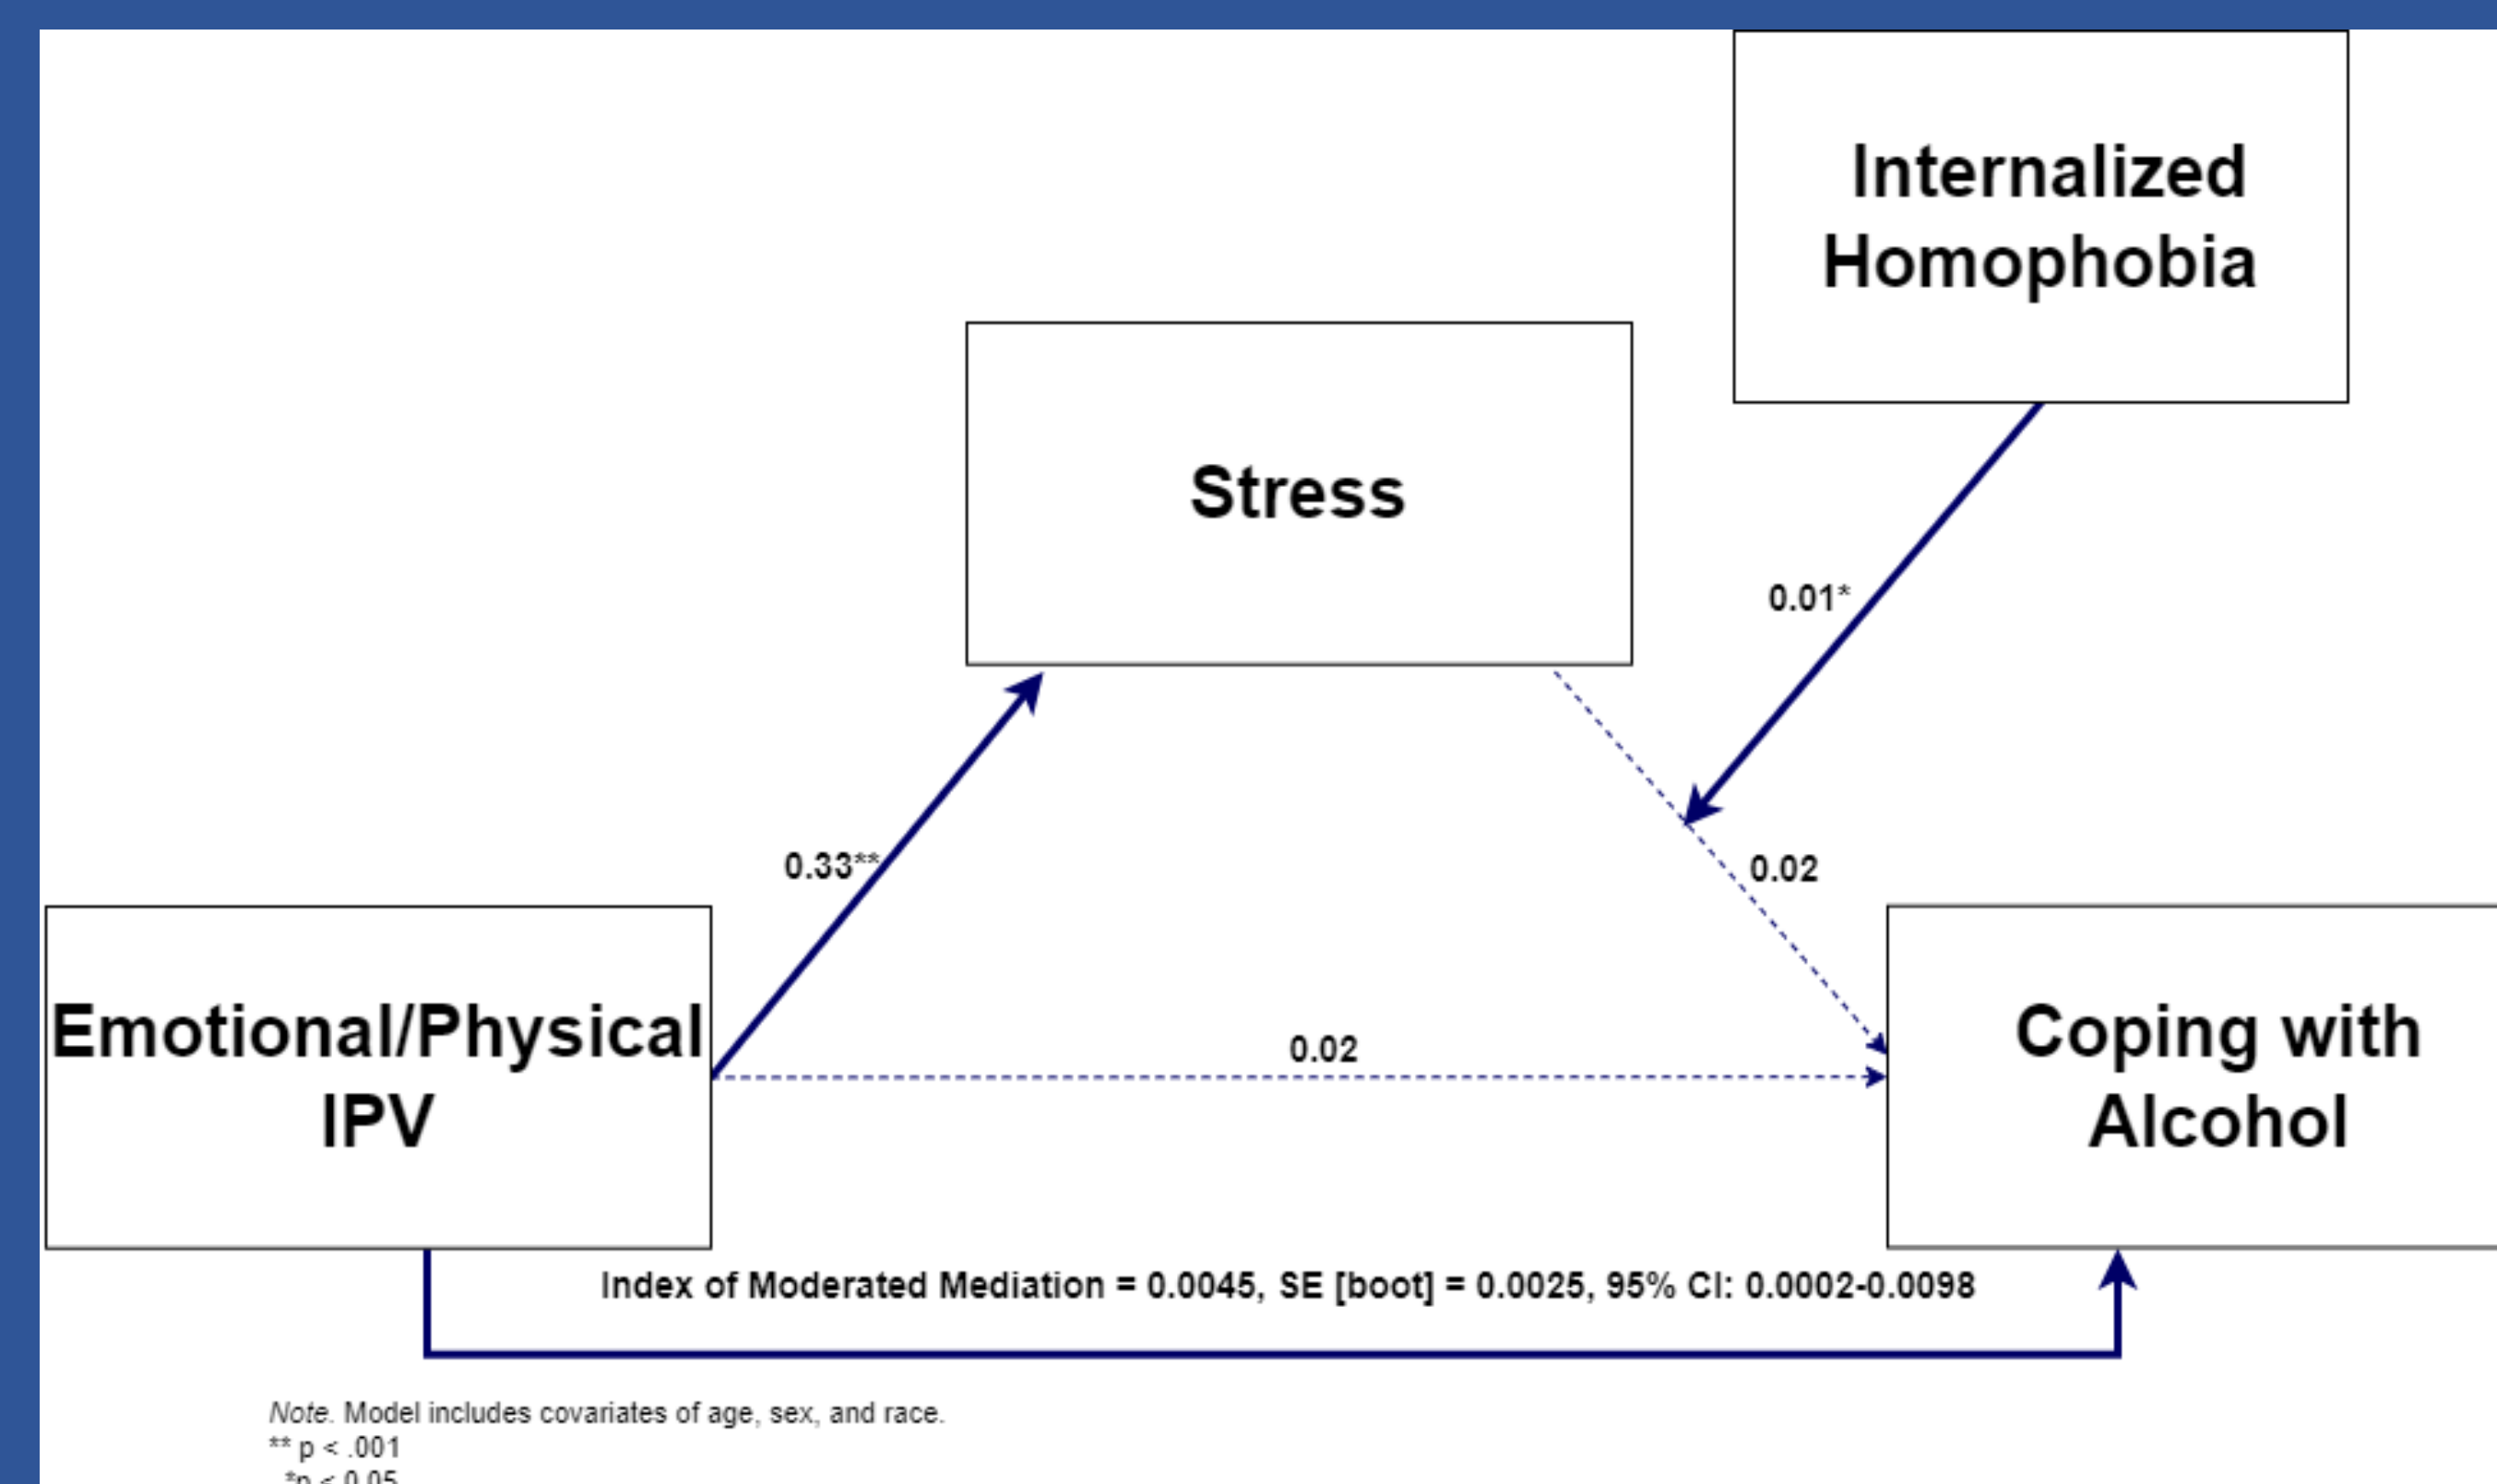 Internalized
Homophobia
Stress
0.01*
0.33**
0.02
Emotional/Physical
IPV
0.02
Coping with
Alcohol
Index of Moderated Mediation = 0.0045, SE [boot] = 0.0025, 95% CI: 0.0002-0.0098
Note. Model includes covariates of age, sex, and race.
** p < .001
*p < 0.05